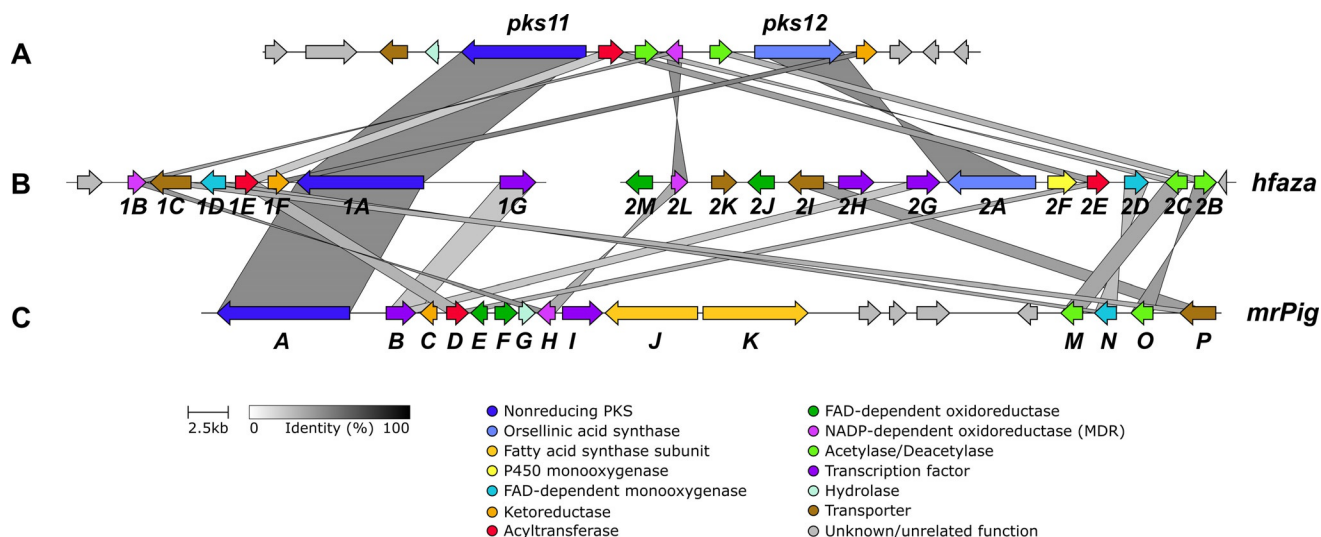 pks11 pks12
A
B hfaza
1B 1C 1D 1E 1F 1A 1G 2M 2L 2K 2J 2I 2H 2G 2A 2F 2E 2D 2C 2B
C mrPig
A B C D E F G H I J K M N O P
2.5kb 0 Identity (%) 100
Nonreducing PKS
Orsellinic acid synthase
Fatty acid synthase subunit
P450 monooxygenase
FAD-dependent monooxygenase
Ketoreductase
Acyltransferase
FAD-dependent oxidoreductase
NADP-dependent oxidoreductase (MDR)
Acetylase/Deacetylase
Transcription factor
Hydrolase
Transporter
Unknown/unrelated function